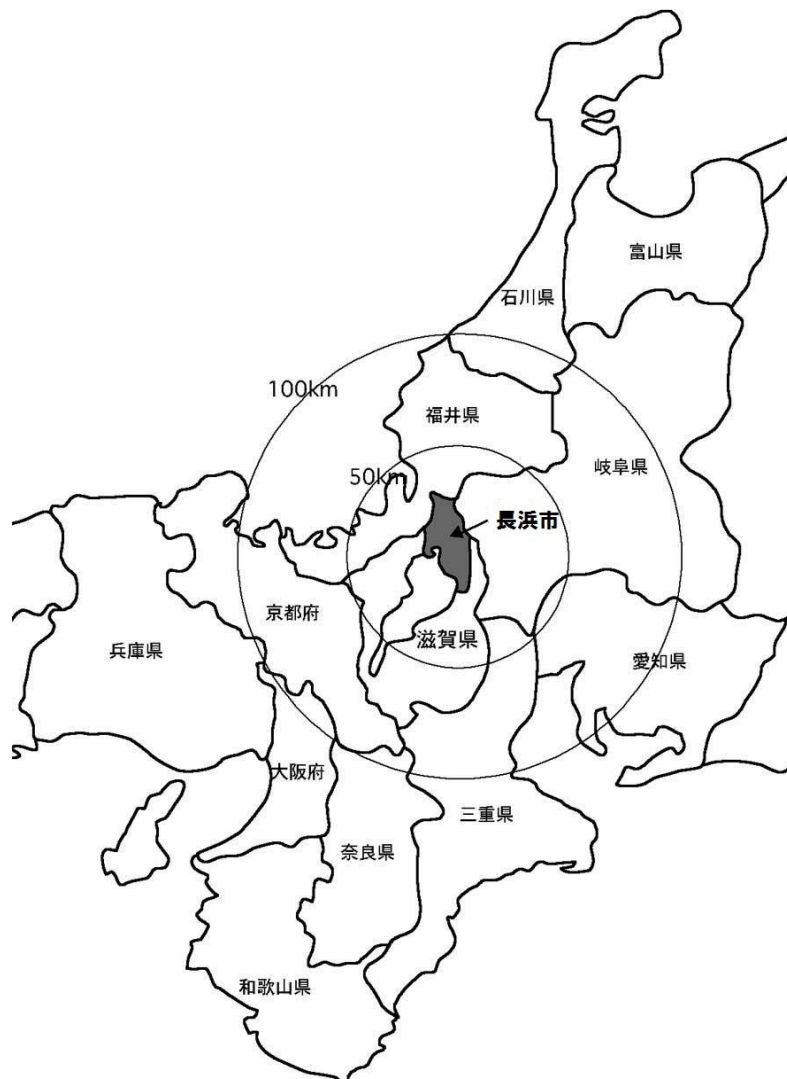 富山県
石川県
100km
福井県
岐阜県
50km
長浜市
京都府
滋賀県
兵庫県
愛知県
大阪府
三重県
奈良県
和歌山県